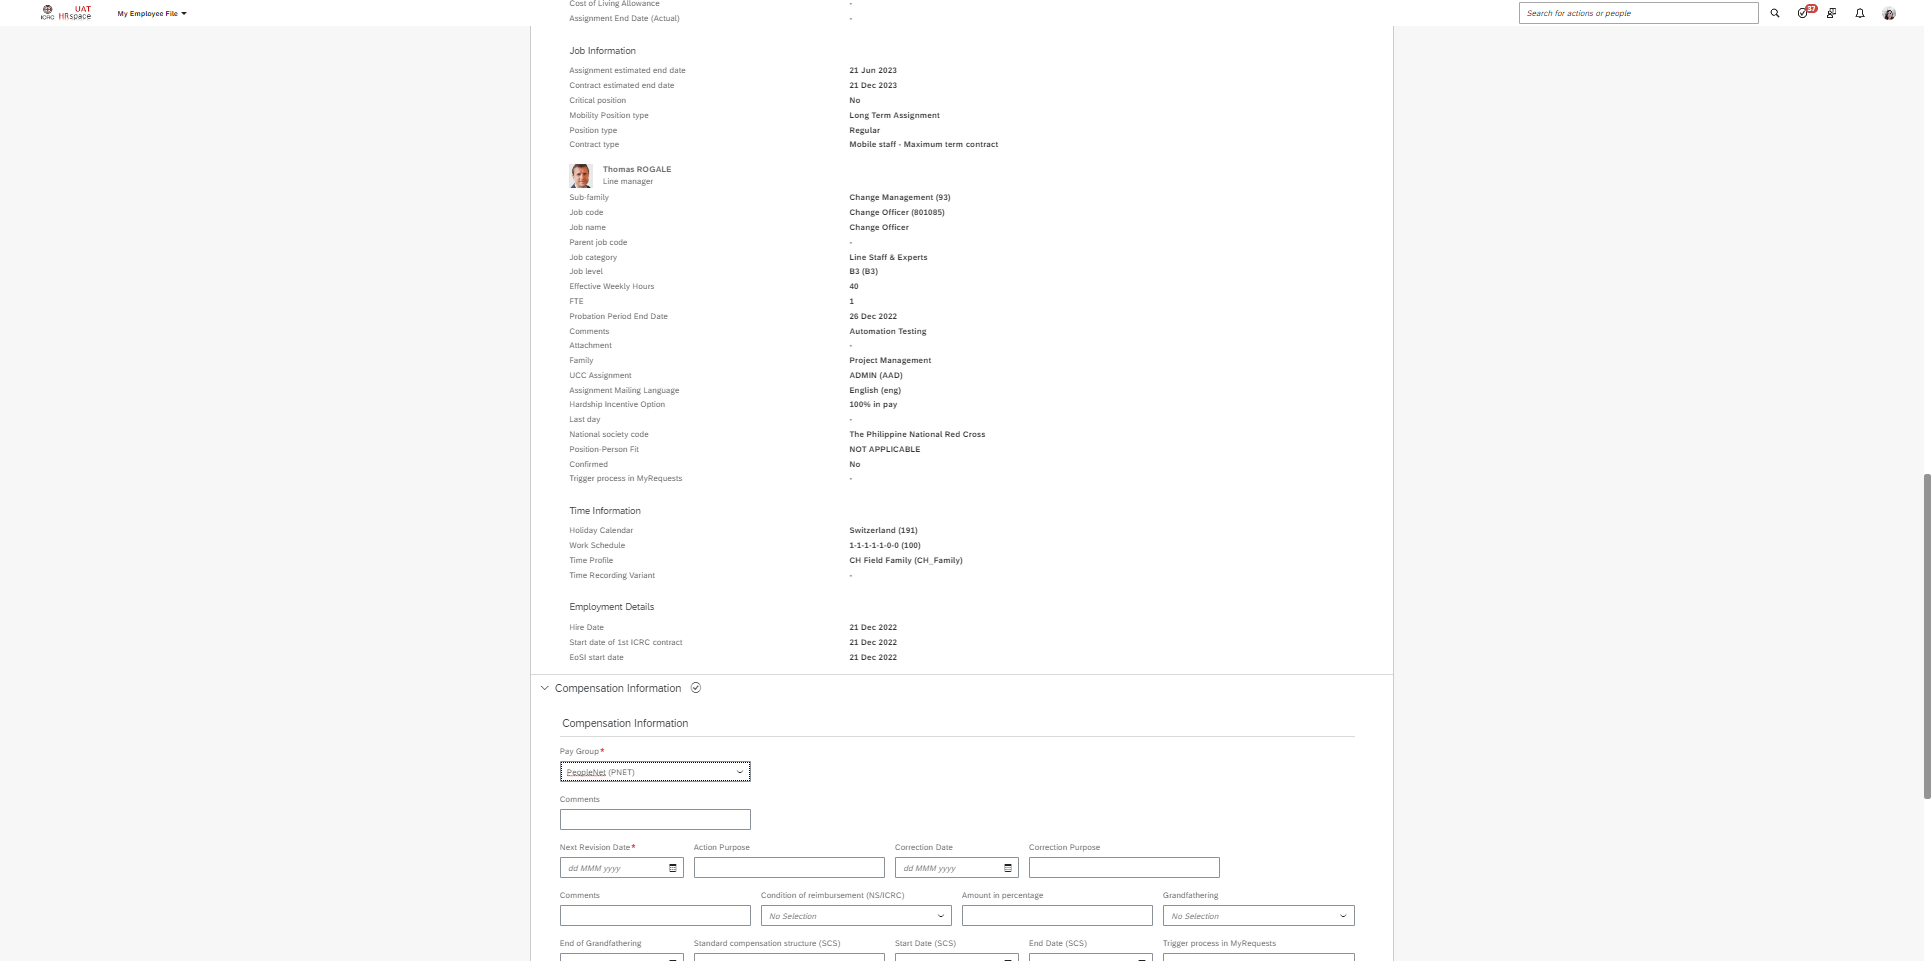 ICRC UAT HRspace My Employee File Search for actions or people 37
Cost of Living Allowance -
Assignment End Date (Actual) -
Job Information
Assignment estimated end date 21 Jun 2023
Contract estimated end date 21 Dec 2023
Critical position No
Mobility Position type Long Term Assignment
Position type Regular
Contract type Mobile staff - Maximum term contract
Thomas ROGALE
Line manager
Sub-family Change Management (93)
Job code Change Officer (801085)
Job name Change Officer
Parent job code -
Job category Line Staff & Experts
Job level B3 (B3)
Effective Weekly Hours 40
FTE 1
Probation Period End Date 26 Dec 2022
Comments Automation Testing
Attachment -
Family Project Management
UCC Assignment ADMIN (AAD)
Assignment Mailing Language English (eng)
Hardship Incentive Option 100% in pay
Last day -
National society code The Philippine National Red Cross
Position-Person Fit NOT APPLICABLE
Confirmed No
Trigger process in MyRequests -
Time Information
Holiday Calendar Switzerland (191)
Work Schedule 1-1-1-1-1-0-0 (100)
Time Profile CH Field Family (CH_Family)
Time Recording Variant -
Employment Details
Hire Date 21 Dec 2022
Start date of 1st ICRC contract 21 Dec 2022
EoSI start date 21 Dec 2022
Compensation Information
Compensation Information
Pay Group*
PeopleNet (PNET)
Comments
Next Revision Date* Action Purpose Correction Date Correction Purpose
dd MMM yyyy dd MMM yyyy
Comments Condition of reimbursement (NS/ICRC) Amount in percentage Grandfathering
No Selection No Selection
End of Grandfathering Standard compensation structure (SCS) Start Date (SCS) End Date (SCS) Trigger process in MyRequests